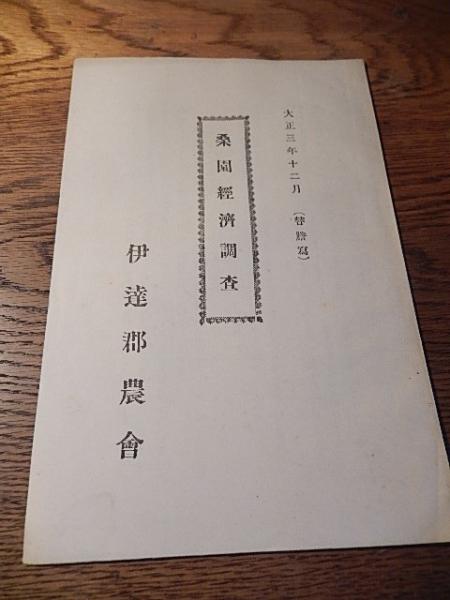 大正三年十二月（替謄寫）
桑園經濟調査
伊達郡農會